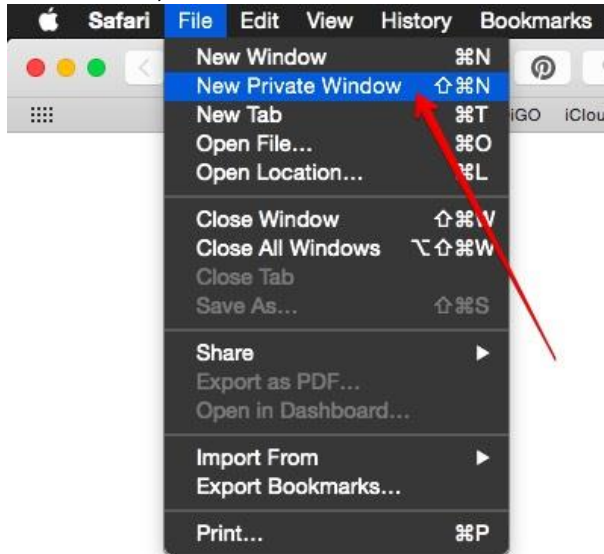 Safari File Edit View History Bookmarks
New Window ⌘N
New Private Window ⇧⌘N
New Tab ⌘T
iGO iClou
Open File... ⌘O
Open Location... ⌘L
Close Window ⇧⌘W
Close All Windows ⌥⇧⌘W
Close Tab
Save As... ⇧⌘S
Share ▶
Export as PDF...
Open in Dashboard...
Import From ▶
Export Bookmarks...
Print... ⌘P